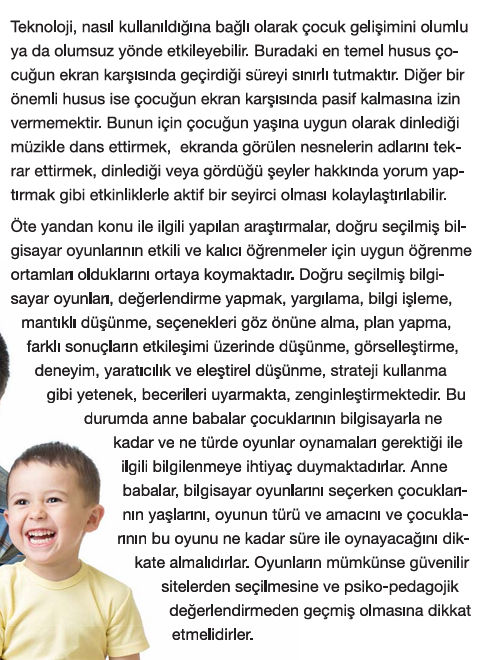 Teknoloji, nasıl kullanıldığına bağlı olarak çocuk gelişimini olumlu
ya da olumsuz yönde etkileyebilir. Buradaki en temel husus ço-
cuğun ekran karşısında geçirdiği süreyi sınırlı tutmaktır. Diğer bir
önemli husus ise çocuğun ekran karşısında pasif kalmasına izin
vermemektir. Bunun için çocuğun yaşına uygun olarak dinlediği
müzikle dans ettirmek, ekranda görülen nesnelerin adlarını tek-
rar ettirmek, dinlediği veya gördüğü şeyler hakkında yorum yap-
tırmak gibi etkinliklerle aktif bir seyirci olması kolaylaştırılabilir.
Öte yandan konu ile ilgili yapılan araştırmalar, doğru seçilmiş bil-
gisayar oyunlarının etkili ve kalıcı öğrenmeler için uygun öğrenme
ortamları olduklarını ortaya koymaktadır. Doğru seçilmiş bilgi-
sayar oyunları, değerlendirme yapmak, yargılama, bilgi işleme,
mantıklı düşünme, seçenekleri göz önüne alma, plan yapma,
farklı sonuçların etkileşimi üzerinde düşünme, görselleştirme,
deneyim, yaratıcılık ve eleştirel düşünme, strateji kullanma
gibi yetenek, becerileri uyarmakta, zenginleştirmektedir. Bu
durumda anne babalar çocuklarının bilgisayarla ne
kadar ve ne türde oyunlar oynamaları gerektiği ile
ilgili bilgilenmeye ihtiyaç duymaktadırlar. Anne
babalar, bilgisayar oyunlarını seçerken çocukları-
nın yaşlarını, oyunun türü ve amacını ve çocukla-
rının bu oyunu ne kadar süre ile oynayacağını dik-
kate almalıdırlar. Oyunların mümkünse güvenilir
sitelerden seçilmesine ve psiko-pedagojik
değerlendirmeden geçmiş olmasına dikkat
etmelidirler.